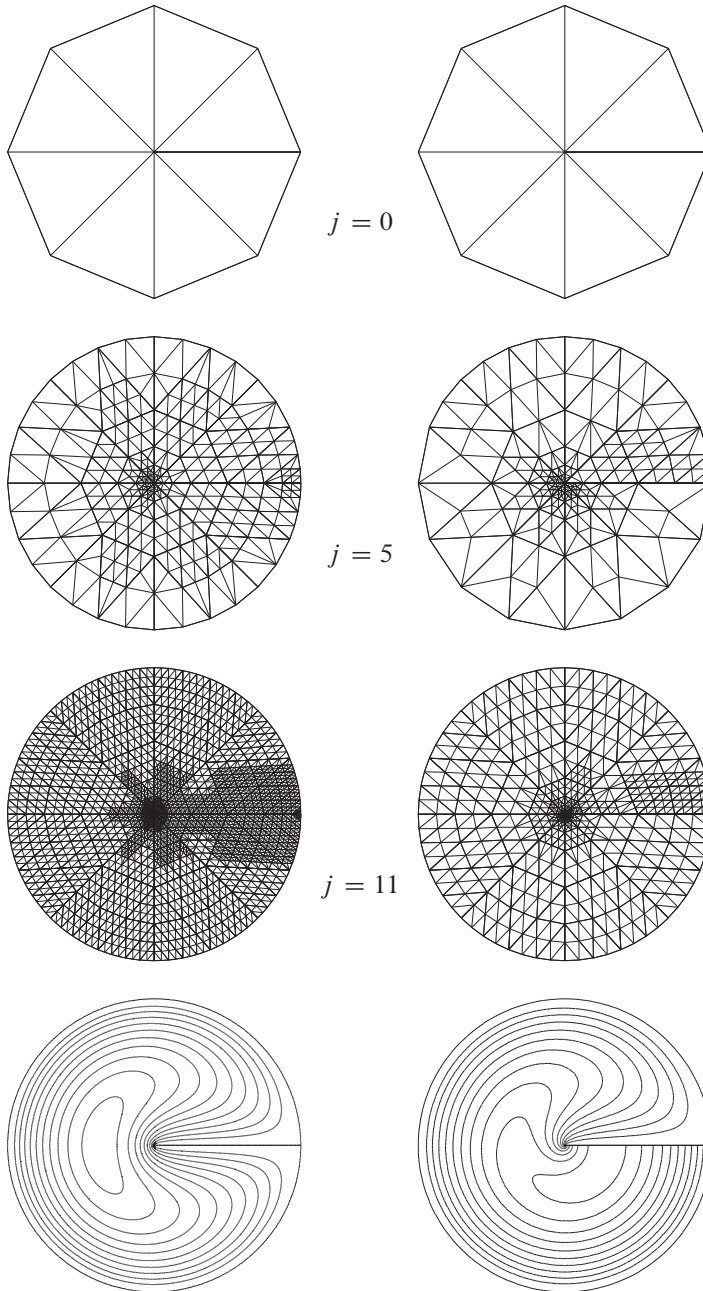 j = 0
j = 5
j = 11